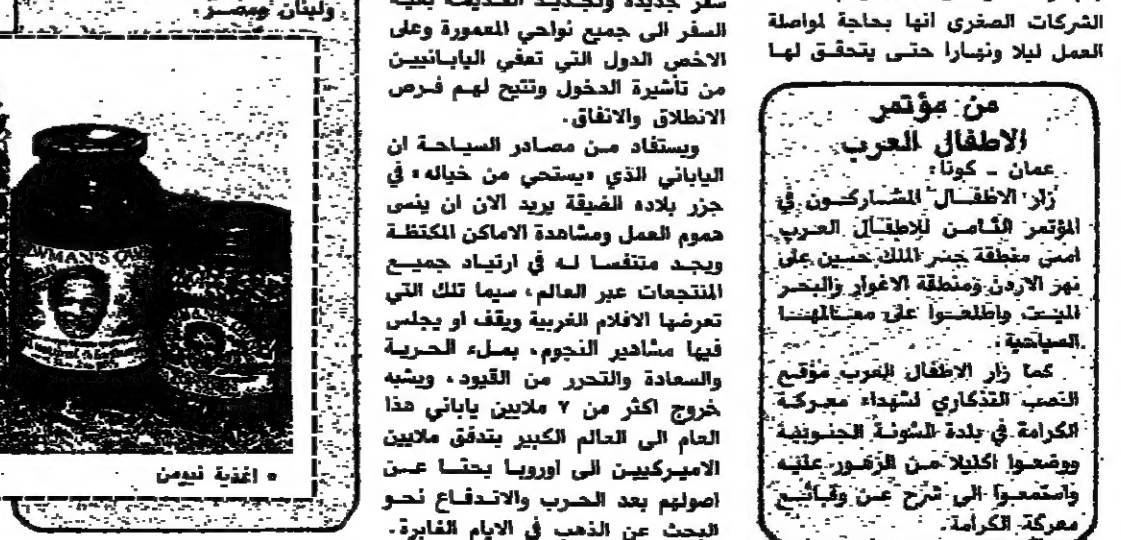 الشركات الصغرى انها بحاجة لمواصلة
العمل ليلا ونهارا حتى يتحقق لها
من مؤتمر
الاطفال العرب
عمان - كونا:
زار الاطفال المشاركون في
المؤتمر الثامن للاطفال العرب
امس منطقة جسر الملك حسين على
نهر الاردن ومنطقة الاغوار والبحر
الميت واطلعوا على معالمها
السياحية.
كما زار الاطفال العرب موقع
النصب التذكاري لشهداء معركة
الكرامة في بلدة الشونة الجنوبية
ووضعوا اكليلا من الزهور عليه
واستمعوا الى شرح عن وقائع
معركة الكرامة.
سفر جديدة وتجديد القديمة بغية
السفر الى جميع نواحي المعمورة وعلى
الاخص الدول التي تعفي اليابانيين
من تأشيرة الدخول وتتيح لهم فرص
الانطلاق والانفاق.
ويستفاد من مصادر السياحة ان
الياباني الذي «يستحي من خياله» في
جزر بلاده الضيقة يريد الان ان ينسى
هموم العمل ومشاهدة الاماكن المكتظة
ويجد متنفسا له في ارتياد جميع
المنتجعات عبر العالم، سيما تلك التي
تعرضها الافلام الغربية ويقف او يجلس
فيها مشاهير النجوم، بملء الحرية
والسعادة والتحرر من القيود، ويشبه
خروج اكثر من ٧ ملايين ياباني هذا
العام الى العالم الكبير بتدفق ملايين
الاميركيين الى اوروبا بحثا عن
اصولهم بعد الحرب والاندفاع نحو
البحث عن الذهب في الايام الغابرة.
ولبنان ومصر.
• اغذية نيومن